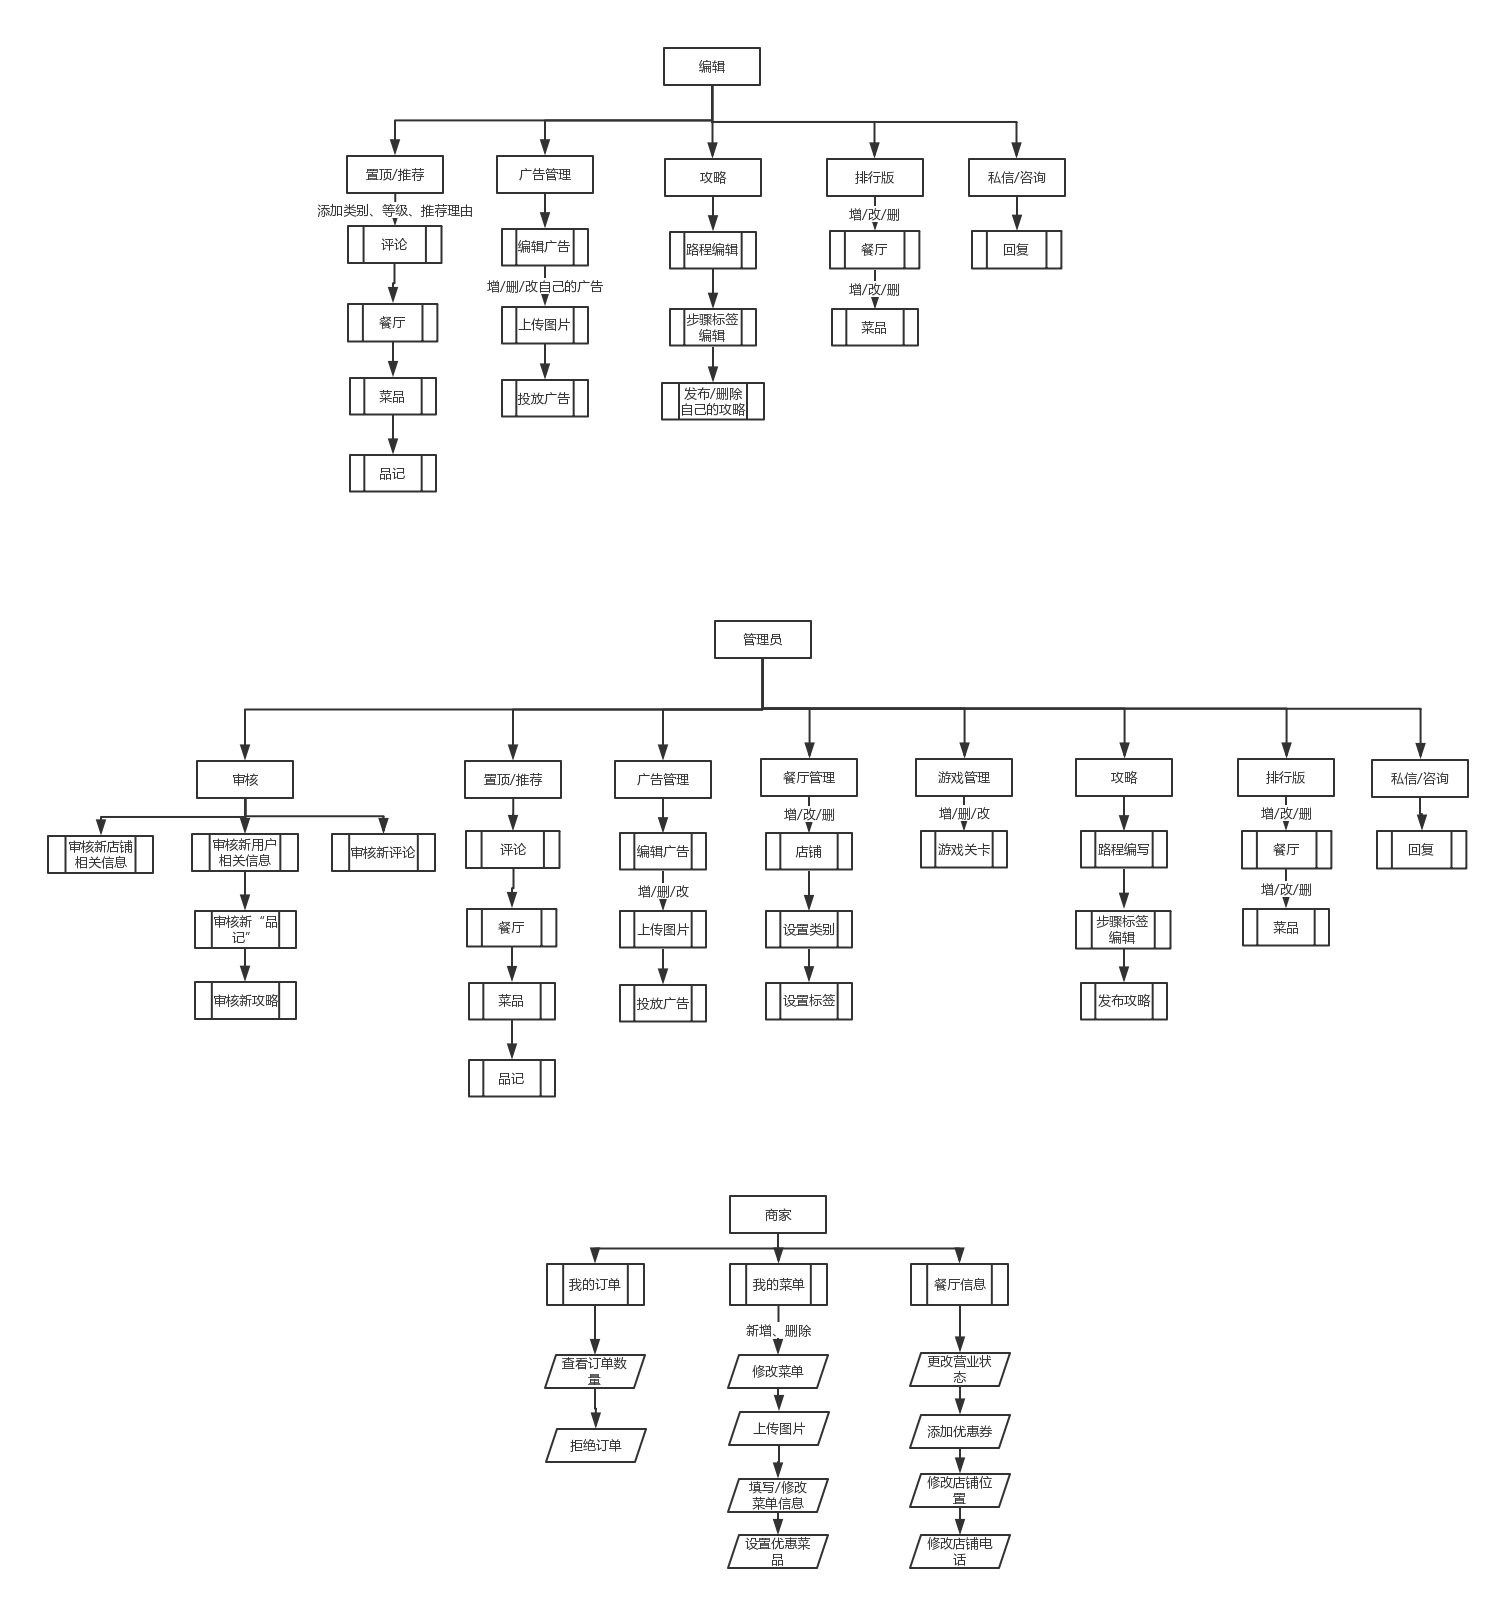 编辑
置顶/推荐
广告管理
攻略
排行版
私信/咨询
添加类别、等级、推荐理由
增/改/删
评论
编辑广告
路程编辑
餐厅
回复
增/删/改自己的广告
增/改/删
餐厅
上传图片
步骤标签
编辑
菜品
菜品
投放广告
发布/删除
自己的攻略
品记
管理员
审核
置顶/推荐
广告管理
餐厅管理
游戏管理
攻略
排行版
私信/咨询
增/改/删
增/删/改
增/改/删
审核新店铺
相关信息
审核新用户
相关信息
审核新评论
评论
编辑广告
店铺
游戏关卡
路程编写
餐厅
回复
增/删/改
增/改/删
审核新“品
记”
餐厅
上传图片
设置类别
步骤标签
编辑
菜品
审核新攻略
菜品
投放广告
设置标签
发布攻略
品记
商家
我的订单
我的菜单
餐厅信息
新增、删除
查看订单数
量
修改菜单
更改营业状
态
拒绝订单
上传图片
添加优惠券
填写/修改
菜单信息
修改店铺位
置
设置优惠菜
品
修改店铺电
话